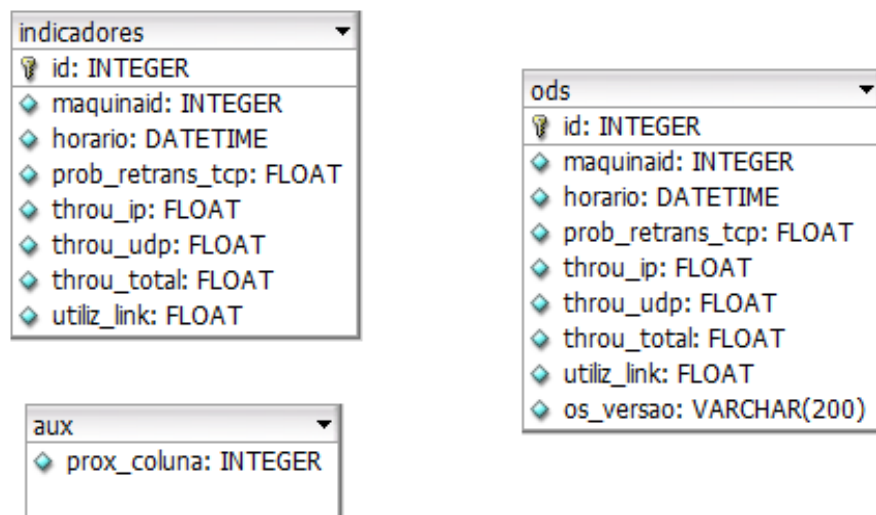 indicadores
id: INTEGER
maquinaid: INTEGER
horario: DATETIME
prob_retrans_tcp: FLOAT
throu_ip: FLOAT
throu_udp: FLOAT
throu_total: FLOAT
utiliz_link: FLOAT
ods
id: INTEGER
maquinaid: INTEGER
horario: DATETIME
prob_retrans_tcp: FLOAT
throu_ip: FLOAT
throu_udp: FLOAT
throu_total: FLOAT
utiliz_link: FLOAT
os_versao: VARCHAR(200)
aux
prox_coluna: INTEGER